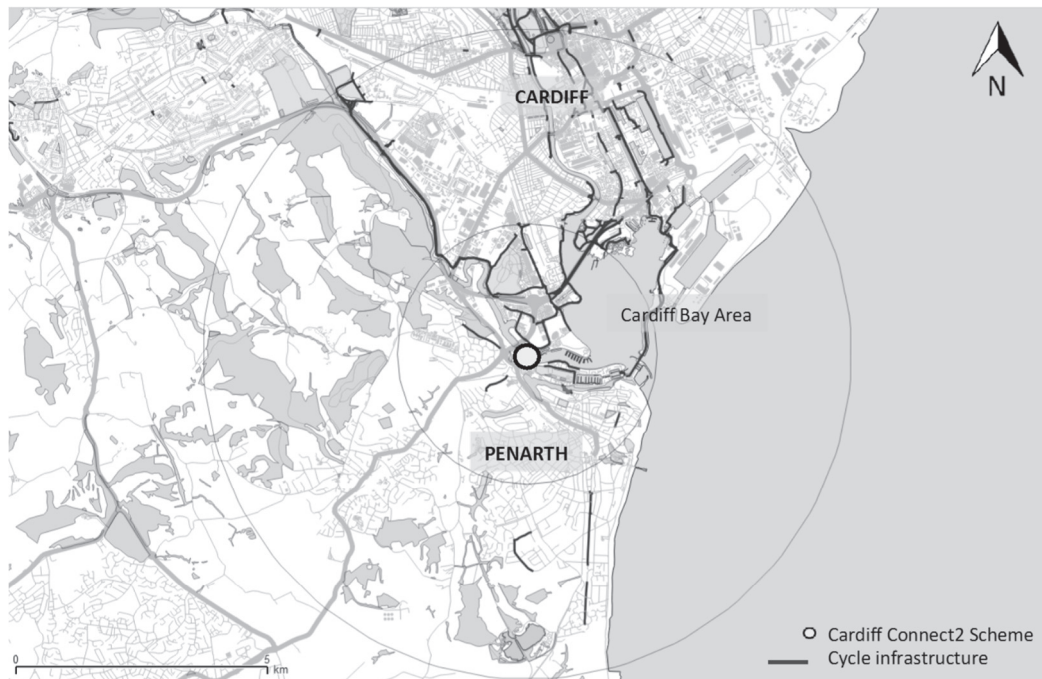 N
CARDIFF
Cardiff Bay Area
PENARTH
Cardiff Connect2 Scheme
Cycle infrastructure
0 5
km